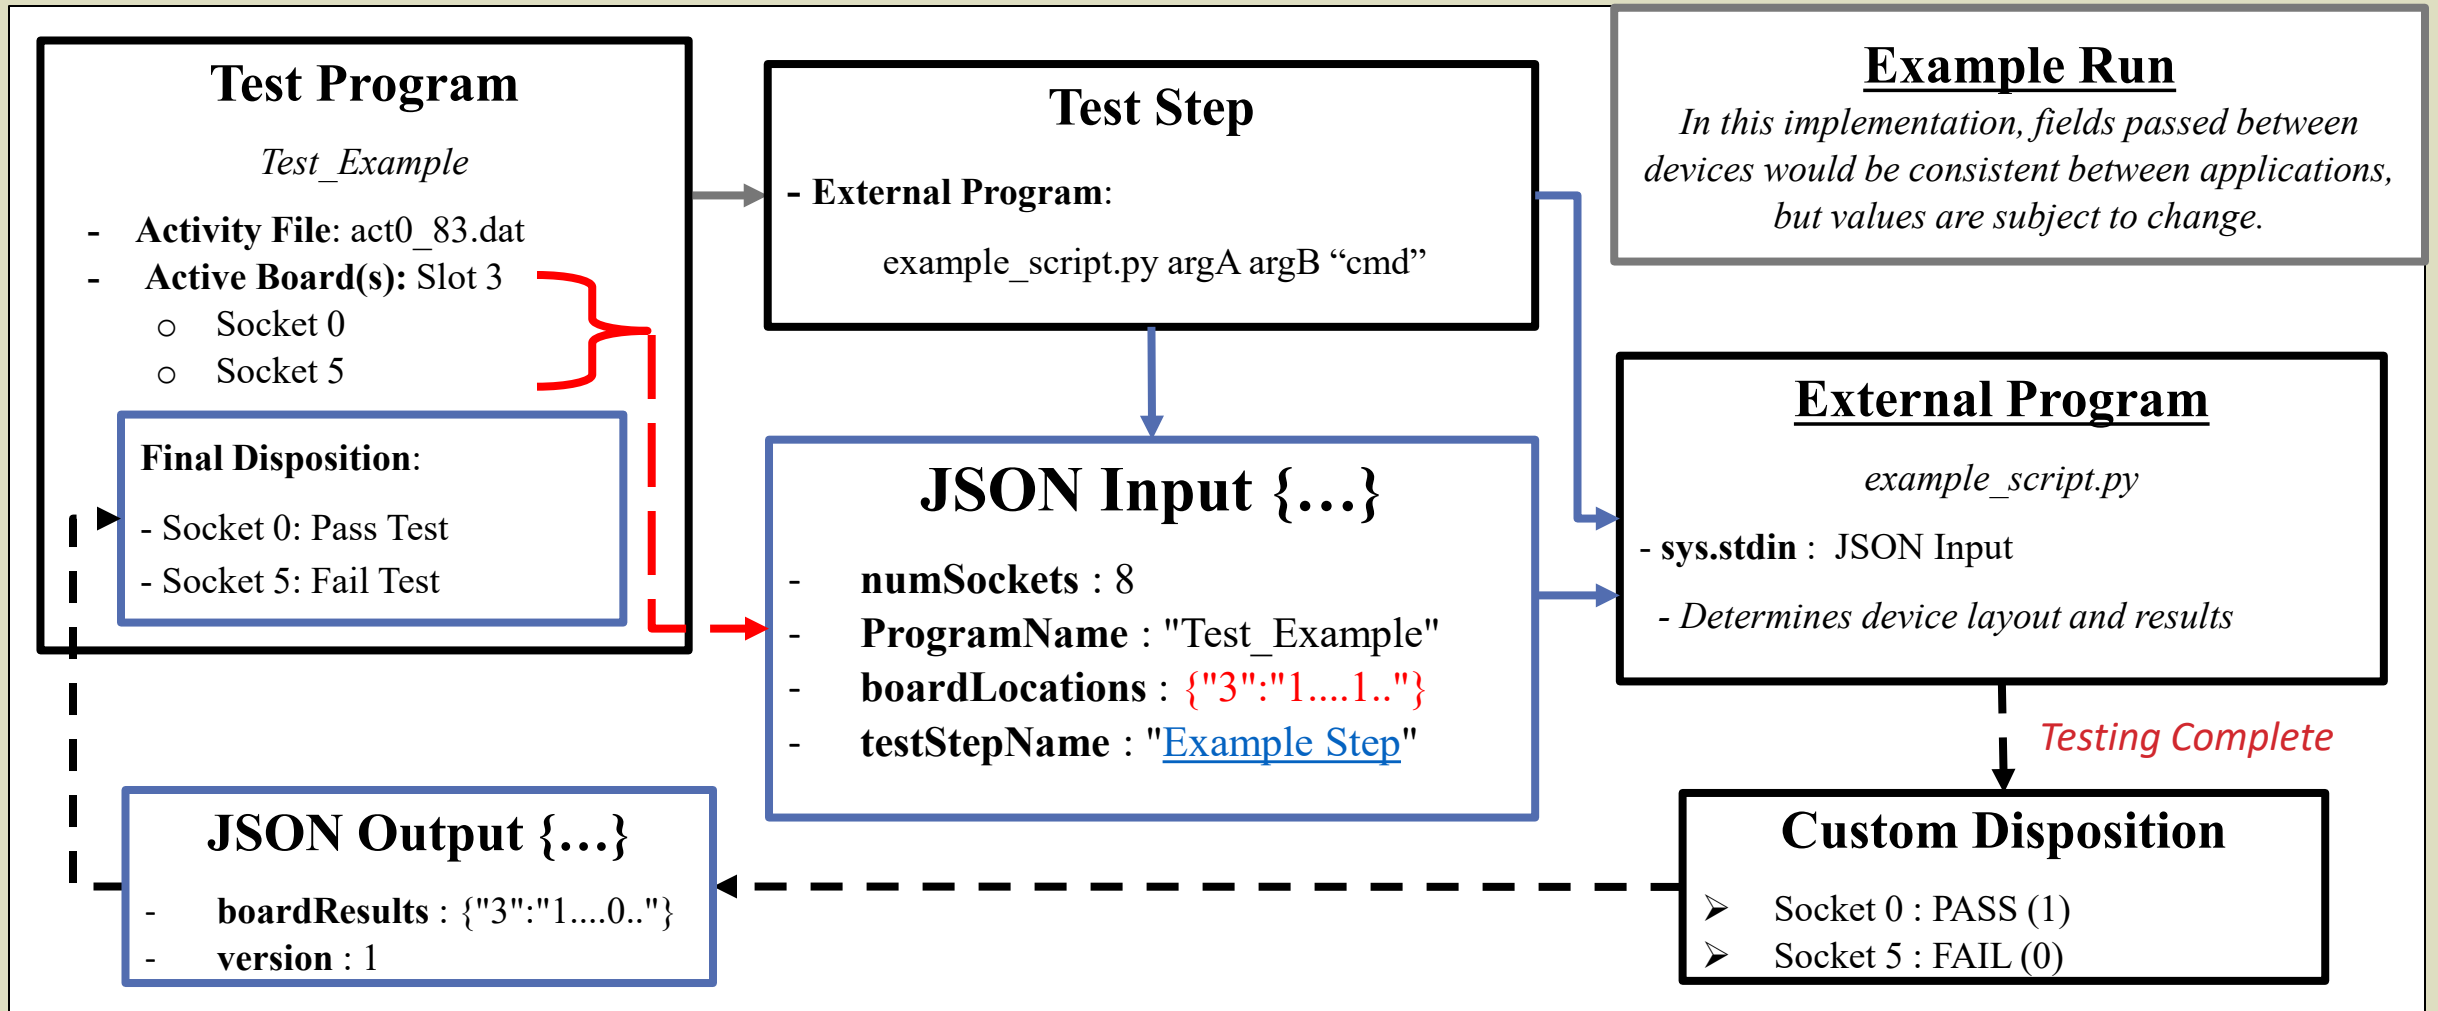 Test Program
Test_Example
- Activity File: act0_83.dat
- Active Board(s): Slot 3
o Socket 0
o Socket 5
Final Disposition:
- Socket 0: Pass Test
- Socket 5: Fail Test
Test Step
- External Program:
example_script.py argA argB “cmd”
Example Run
In this implementation, fields passed between
devices would be consistent between applications,
but values are subject to change.
JSON Input {…}
- numSockets : 8
- ProgramName : "Test_Example"
- boardLocations : {"3":"1....1.."}
- testStepName : "Example Step"
External Program
example_script.py
- sys.stdin : JSON Input
- Determines device layout and results
Testing Complete
Custom Disposition
➢ Socket 0 : PASS (1)
➢ Socket 5 : FAIL (0)
JSON Output {…}
- boardResults : {"3":"1....0.."}
- version : 1